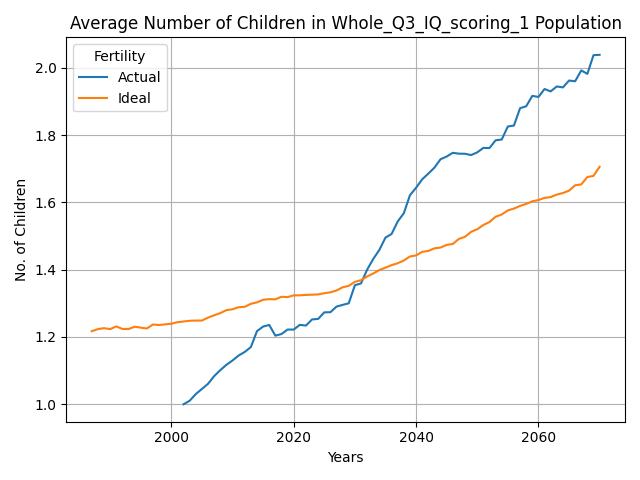 Average Number of Children in Whole_Q3_IQ_scoring_1 Population
Fertility
Actual
Ideal
No. of Children
2.0
1.8
1.6
1.4
1.2
1.0
2000 2020 2040 2060
Years